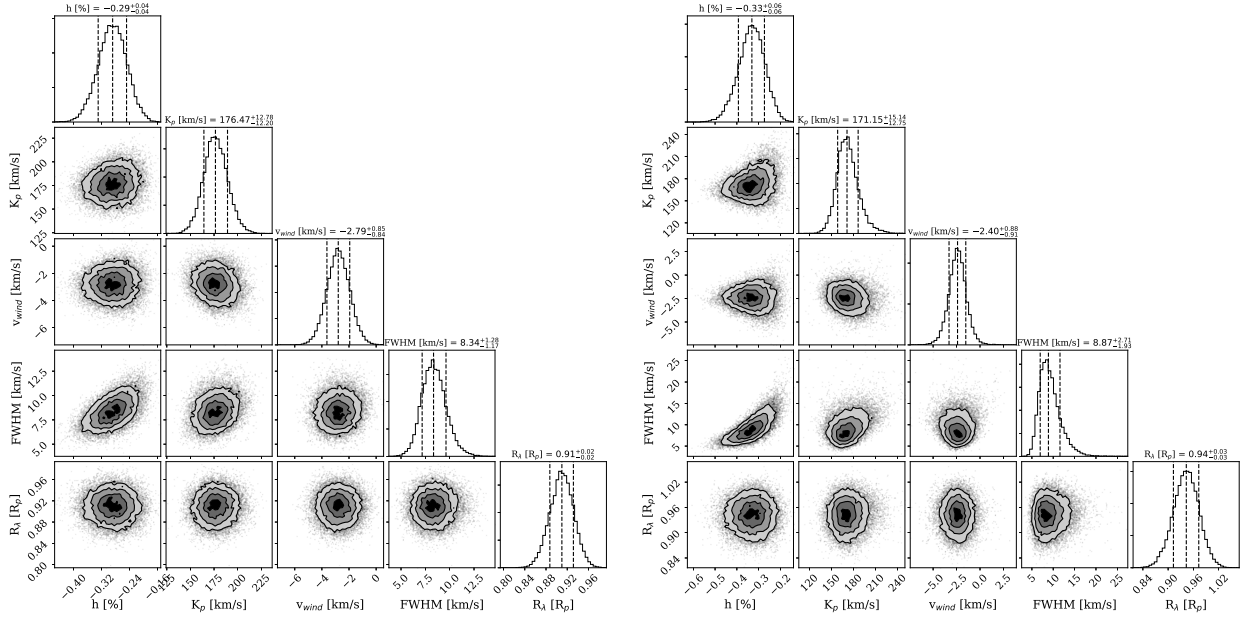 h [%] = −0.29+0.04 −0.04
K_p [km/s] = 176.47+12.78 −12.20
v_wind [km/s] = −2.79+0.85 −0.84
FWHM [km/s] = 8.34+1.28 −1.17
R_λ [R_p] = 0.91+0.02 −0.02
225
200
175
150
125
K_p [km/s]
0
−2
−4
−6
v_wind [km/s]
12.5
10.0
7.5
5.0
FWHM [km/s]
0.96
0.92
0.88
0.84
0.80
R_λ [R_p]
−0.40 −0.32 −0.24
150 175 200 225
−6 −4 −2 0
5.0 7.5 10.0 12.5
0.80 0.84 0.88 0.92 0.96
h [%] K_p [km/s] v_wind [km/s] FWHM [km/s] R_λ [R_p]
h [%] = −0.33+0.06 −0.06
K_p [km/s] = 171.15+15.14 −12.75
v_wind [km/s] = −2.40+0.88 −0.91
FWHM [km/s] = 8.87+2.71 −1.93
R_λ [R_p] = 0.94+0.03 −0.03
240
210
180
150
120
K_p [km/s]
2.5
0.0
−2.5
−5.0
v_wind [km/s]
25
20
15
10
5
FWHM [km/s]
1.02
0.96
0.90
0.84
R_λ [R_p]
−0.6 −0.5 −0.4 −0.3 −0.2
120 150 180 210 240
−5.0 −2.5 0.0 2.5
5 10 15 20 25
0.84 0.90 0.96 1.02
h [%] K_p [km/s] v_wind [km/s] FWHM [km/s] R_λ [R_p]